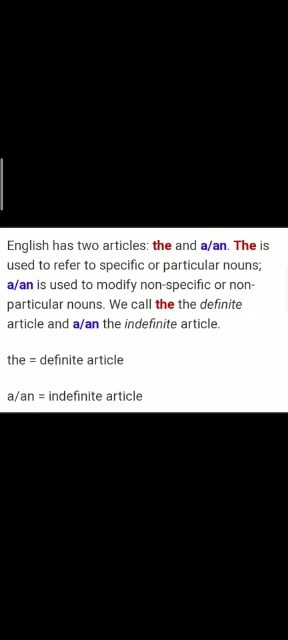 English has two articles: the and a/an. The is
used to refer to specific or particular nouns;
a/an is used to modify non-specific or non-
particular nouns. We call the the definite
article and a/an the indefinite article.
the = definite article
a/an = indefinite article